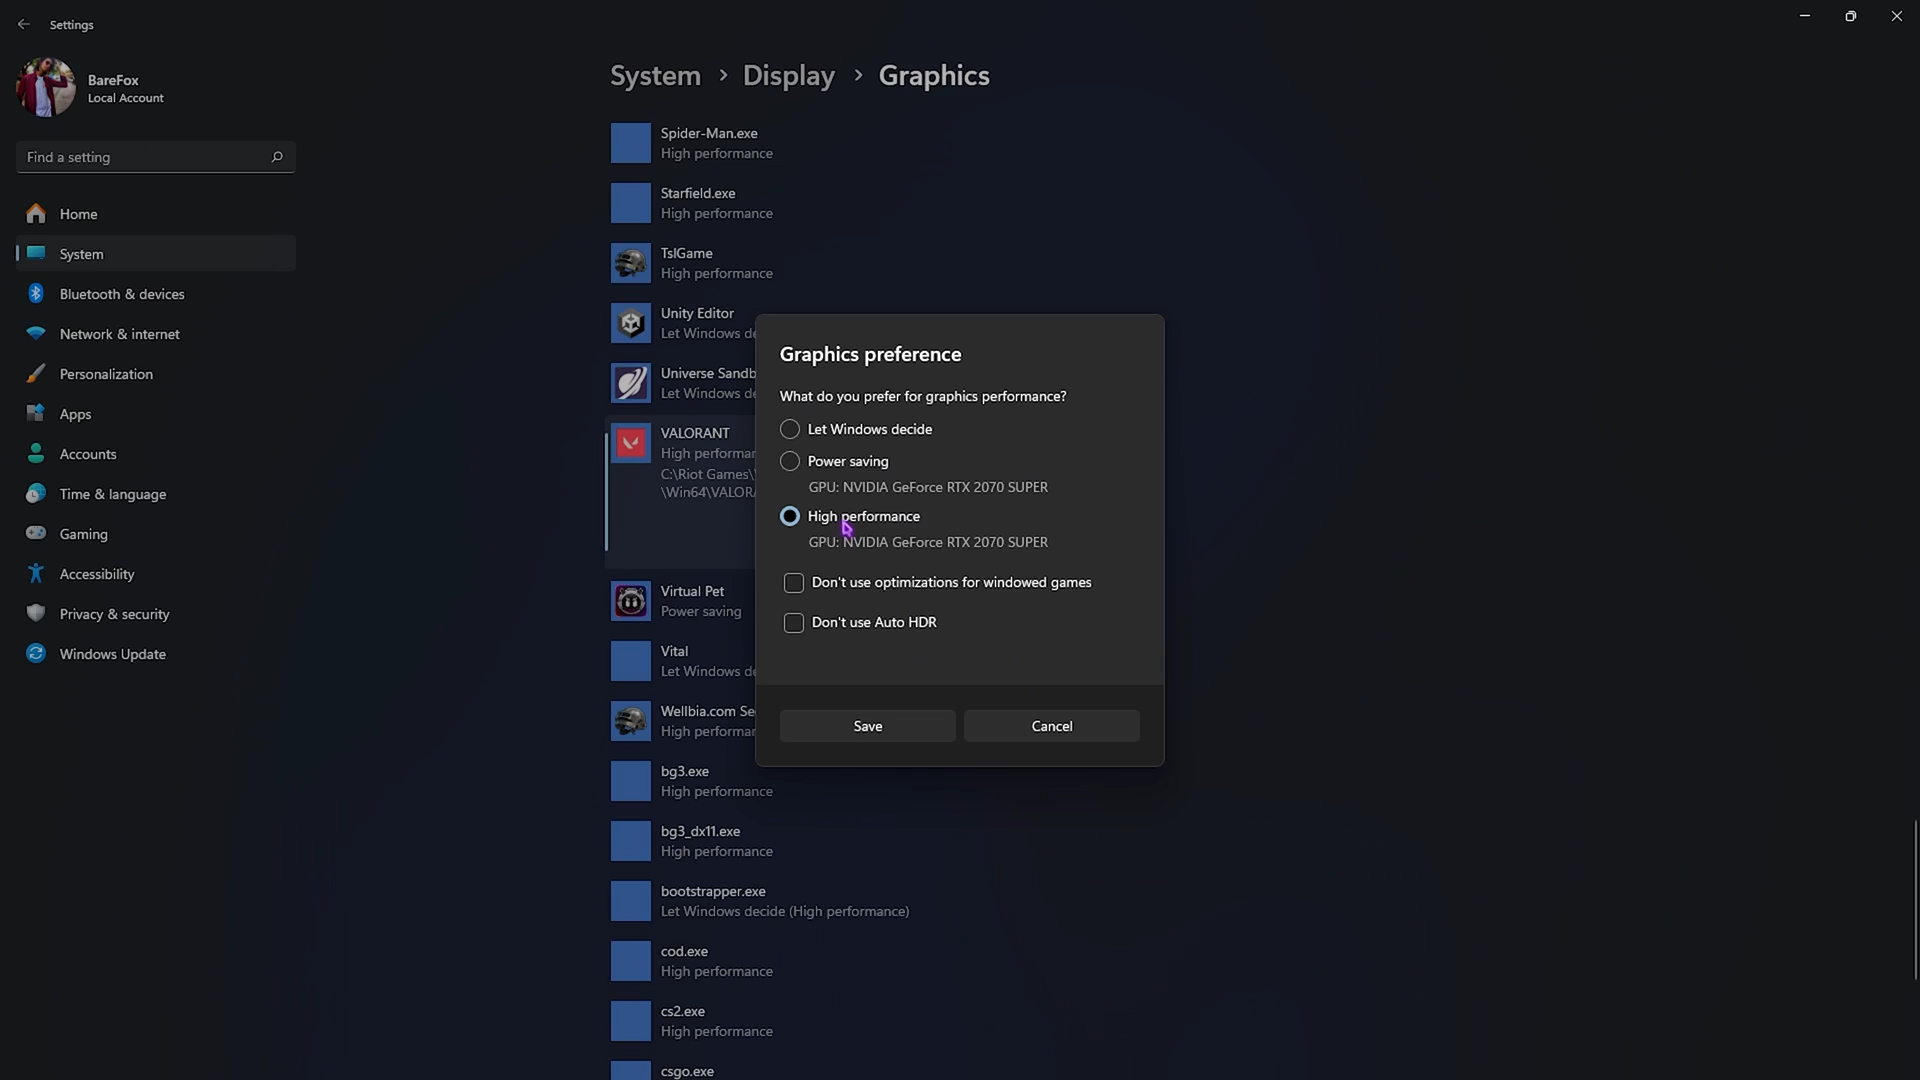 Settings
BareFox
Local Account
Find a setting
Home
System
Bluetooth & devices
Network & internet
Personalization
Apps
Accounts
Time & language
Gaming
Accessibility
Privacy & security
Windows Update
System > Display > Graphics
Spider-Man.exe
High performance
Starfield.exe
High performance
TslGame
High performance
Unity Editor
Let Windows de
Universe Sandb
Let Windows de
VALORANT
High performan
C:\Riot Games\
\Win64\VALOR
Virtual Pet
Power saving
Vital
Let Windows de
Wellbia.com Se
High performan
bg3.exe
High performance
bg3_dx11.exe
High performance
bootstrapper.exe
Let Windows decide (High performance)
cod.exe
High performance
cs2.exe
High performance
csgo.exe
Graphics preference
What do you prefer for graphics performance?
Let Windows decide
Power saving
GPU: NVIDIA GeForce RTX 2070 SUPER
High performance
GPU: NVIDIA GeForce RTX 2070 SUPER
Don't use optimizations for windowed games
Don't use Auto HDR
Save
Cancel